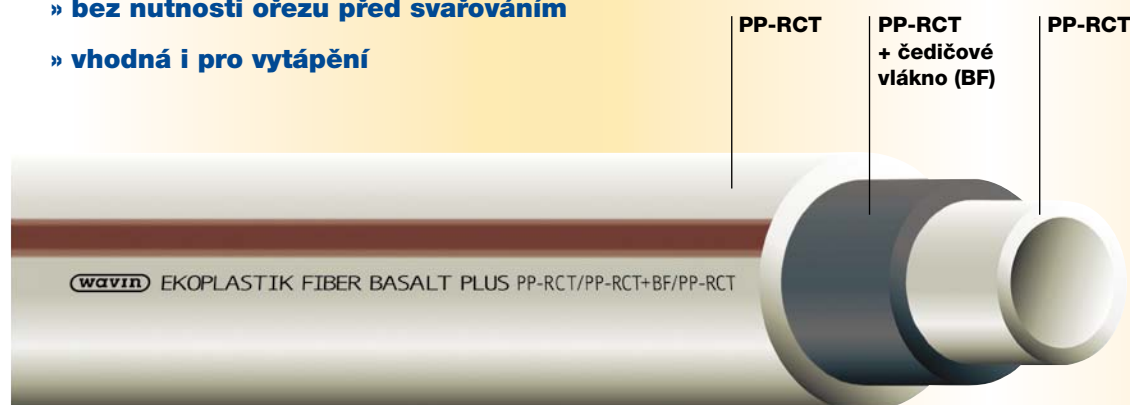 » bez nutnosti ořezu před svařováním
» vhodná i pro vytápění
PP-RCT
PP-RCT
+ čedičové
vlákno (BF)
PP-RCT
wavin EKOPLASTIK FIBER BASALT PLUS PP-RCT/PP-RCT+BF/PP-RCT